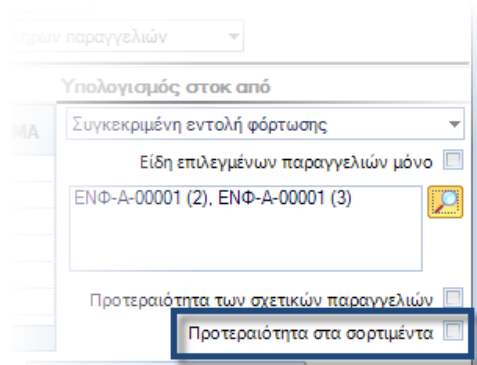 παραγγελιών
Υπολογισμός στοκ από
ΜΑ
Συγκεκριμένη εντολή φόρτωσης
Είδη επιλεγμένων παραγγελιών μόνο
ΕΝΦ-Α-00001 (2), ΕΝΦ-Α-00001 (3)
Προτεραιότητα των σχετικών παραγγελιών
Προτεραιότητα στα σορτιμέντα